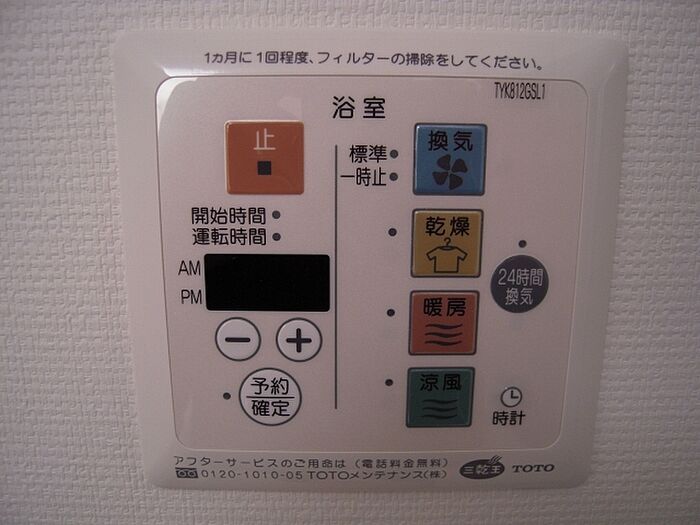 1ヵ月に1回程度、フィルターの掃除をしてください。
TYK812GSL1
浴室
止
標準
一時止
換気
開始時間
運転時間
乾燥
AM
PM
24時間
換気
暖房
予約
確定
涼風
時計
アフターサービスのご用命は（電話料金無料）
0120-1010-05 TOTOメンテナンス(株)
三乾王 TOTO